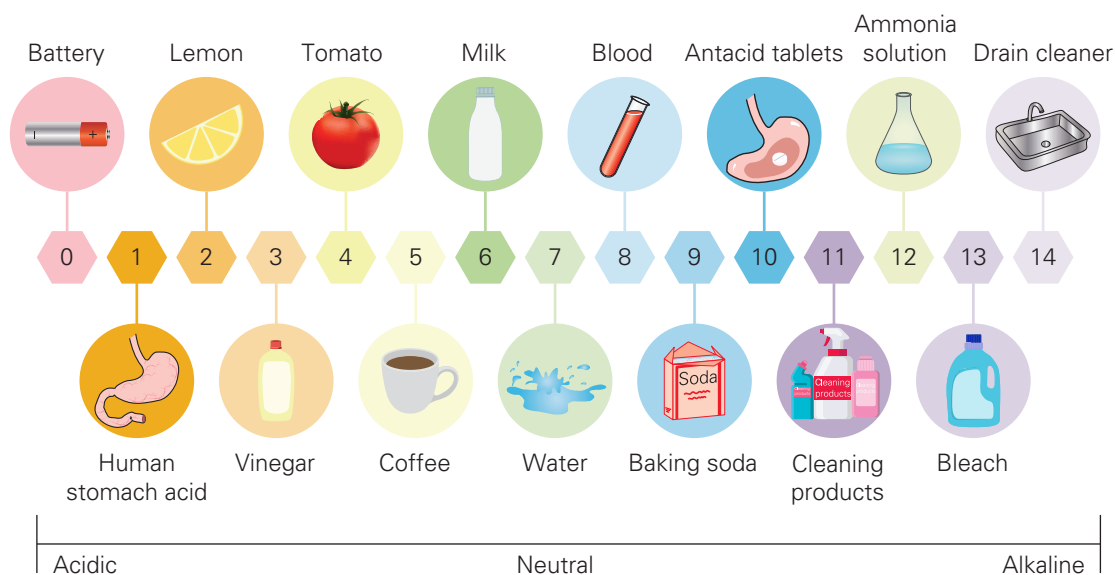 Battery
Lemon
Tomato
Milk
Blood
Antacid tablets
Ammonia
solution
Drain cleaner
- +
0 1 2 3 4 5 6 7 8 9 10 11 12 13 14
Soda
Cleaning
products
Human
stomach acid
Vinegar
Coffee
Water
Baking soda
Cleaning
products
Bleach
Acidic
Neutral
Alkaline